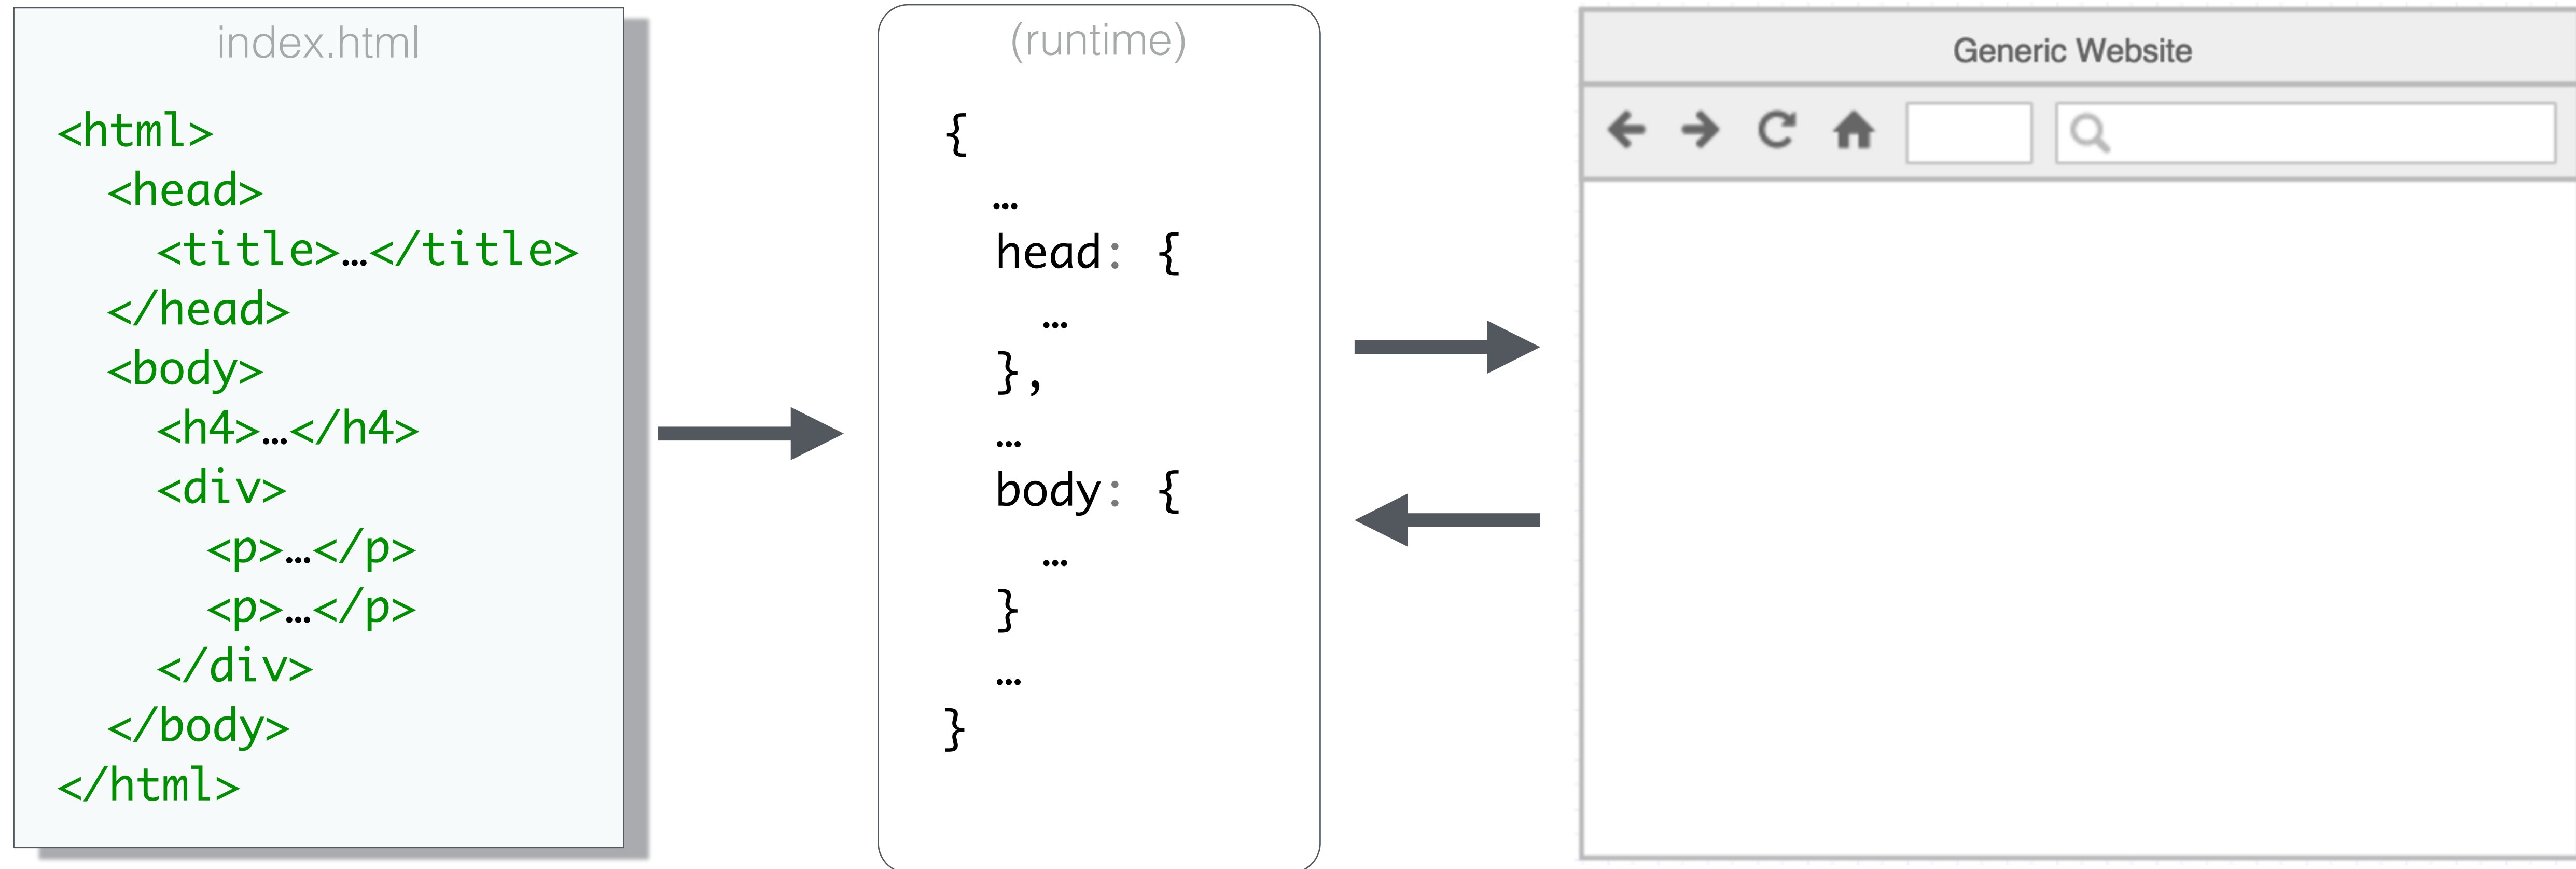 index.html
<html>
<head>
<title>…</title>
</head>
<body>
<h4>…</h4>
<div>
<p>…</p>
<p>…</p>
</div>
</body>
</html>
(runtime)
{
…
head: {
…
},
…
body: {
…
}
…
}
Generic Website